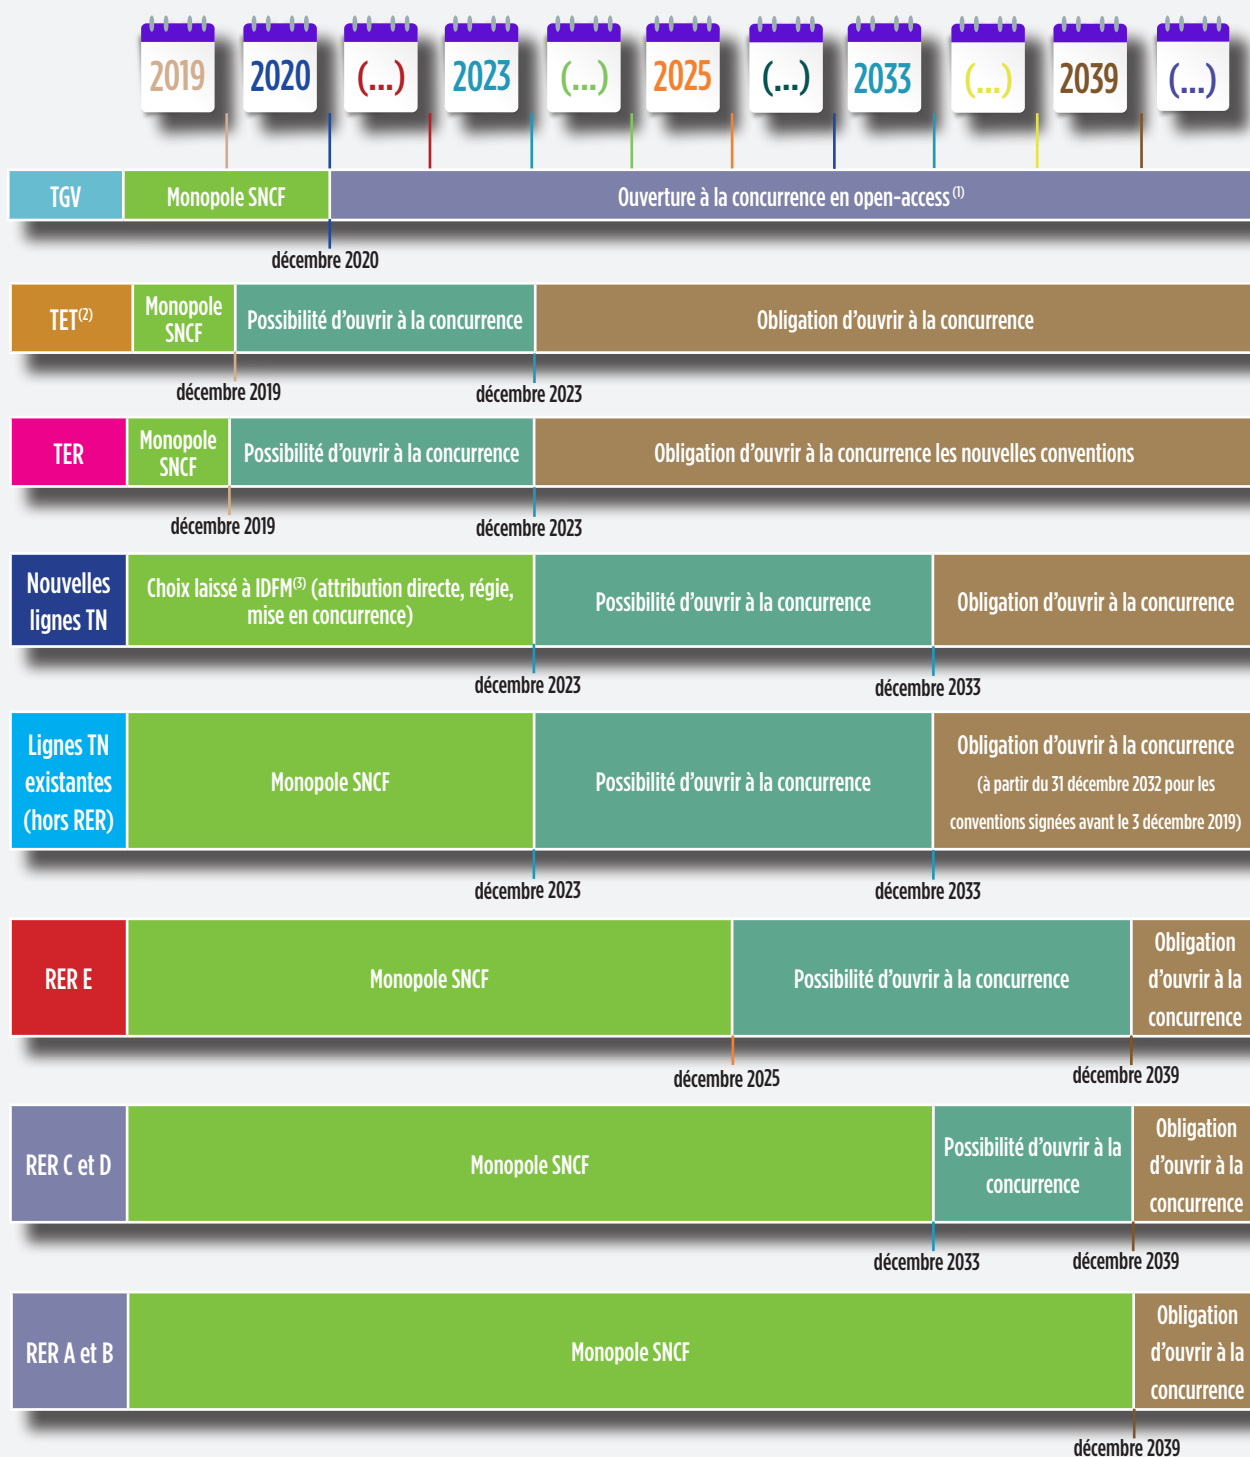 2019 2020 (...) 2023 (...) 2025 (...) 2033 (...) 2039 (...)
TGV
Monopole SNCF
Ouverture à la concurrence en open-access (1)
décembre 2020
TET(2)
Monopole
SNCF
Possibilité d'ouvrir à la concurrence
Obligation d'ouvrir à la concurrence
décembre 2019
décembre 2023
TER
Monopole
SNCF
Possibilité d'ouvrir à la concurrence
Obligation d'ouvrir à la concurrence les nouvelles conventions
décembre 2019
décembre 2023
Nouvelles
lignes TN
Choix laissé à IDFM(3) (attribution directe, régie,
mise en concurrence)
Possibilité d'ouvrir à la concurrence
Obligation d'ouvrir à la concurrence
décembre 2023
décembre 2033
Lignes TN
existantes
(hors RER)
Monopole SNCF
Possibilité d'ouvrir à la concurrence
Obligation d'ouvrir à la concurrence
(à partir du 31 décembre 2032 pour les
conventions signées avant le 3 décembre 2019)
décembre 2023
décembre 2033
RER E
Monopole SNCF
Possibilité d'ouvrir à la concurrence
Obligation
d'ouvrir à la
concurrence
décembre 2025
décembre 2039
RER C et D
Monopole SNCF
Possibilité d'ouvrir à la
concurrence
Obligation
d'ouvrir à la
concurrence
décembre 2033
décembre 2039
RER A et B
Monopole SNCF
Obligation
d'ouvrir à la
concurrence
décembre 2039